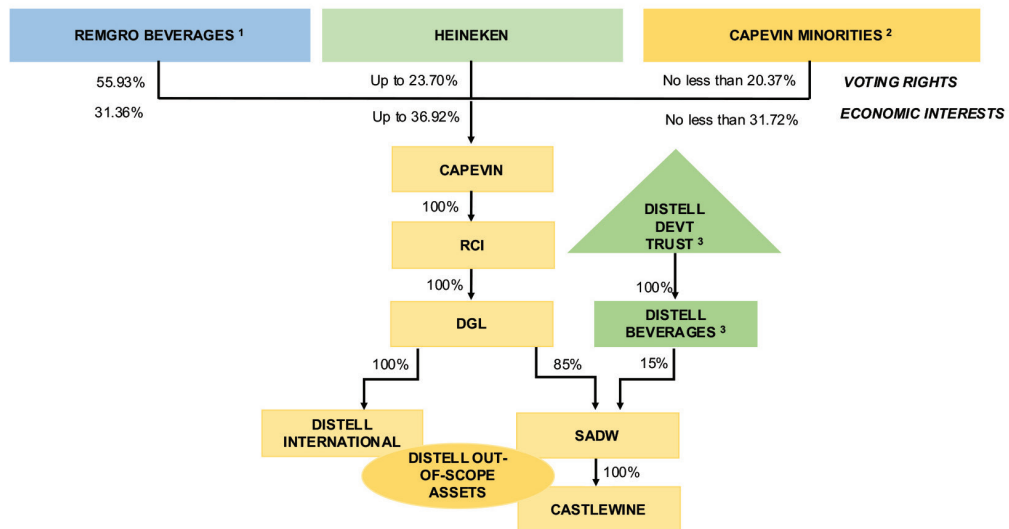 REMGRO BEVERAGES ¹
HEINEKEN
CAPEVIN MINORITIES ²
55.93%
Up to 23.70%
No less than 20.37%
VOTING RIGHTS
31.36%
Up to 36.92%
No less than 31.72%
ECONOMIC INTERESTS
CAPEVIN
100%
RCI
DISTELL
DEVT
TRUST ³
100%
100%
DGL
DISTELL
BEVERAGES ³
100%
85%
15%
DISTELL
INTERNATIONAL
SADW
DISTELL OUT-
OF-SCOPE
ASSETS
100%
CASTLEWINE